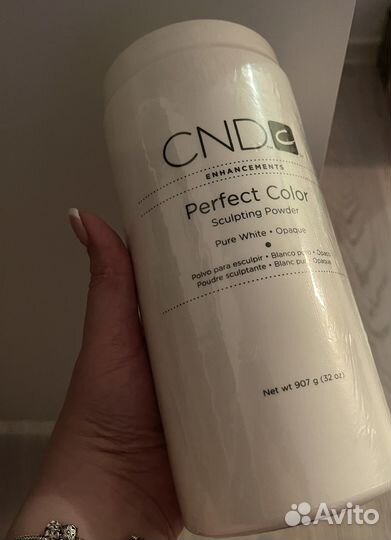 CND
ENHANCEMENTS
Perfect Color
Sculpting Powder
Pure White • Opaque
Polvo para esculpir • Blanco puro • Opaco
Poudre sculptante • Blanc pur • Opaque
Net wt 907 g (32 oz)
Avito